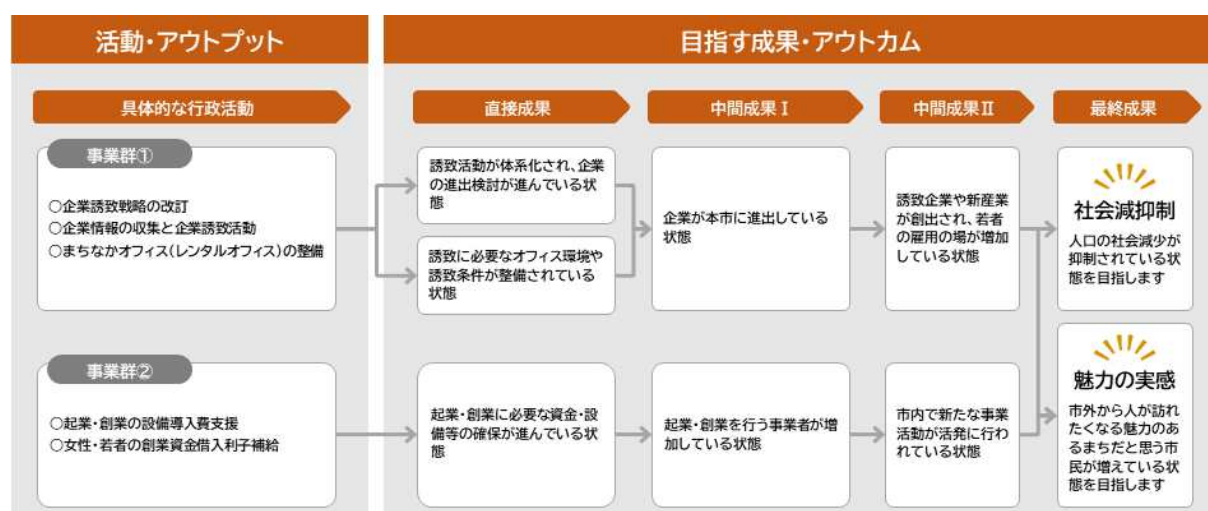 活動・アウトプット
目指す成果・アウトカム
具体的な行政活動
直接成果
中間成果Ⅰ
中間成果Ⅱ
最終成果
事業群①
○企業誘致戦略の改訂
○企業情報の収集と企業誘致活動
○まちなかオフィス(レンタルオフィス)の整備
誘致活動が体系化され、企業
の進出検討が進んでいる状
態
誘致に必要なオフィス環境や
誘致条件が整備されている
状態
企業が本市に進出している
状態
誘致企業や新産業
が創出され、若者
の雇用の場が増加
している状態
社会減抑制
人口の社会減少が
抑制されている状
態を目指します
事業群②
○起業・創業の設備導入費支援
○女性・若者の創業資金借入利子補給
起業・創業に必要な資金・設
備等の確保が進んでいる状
態
起業・創業を行う事業者が増
加している状態
市内で新たな事業
活動が活発に行わ
れている状態
魅力の実感
市外から人が訪れ
たくなる魅力のあ
るまちだと思う市
民が増えている状
態を目指します